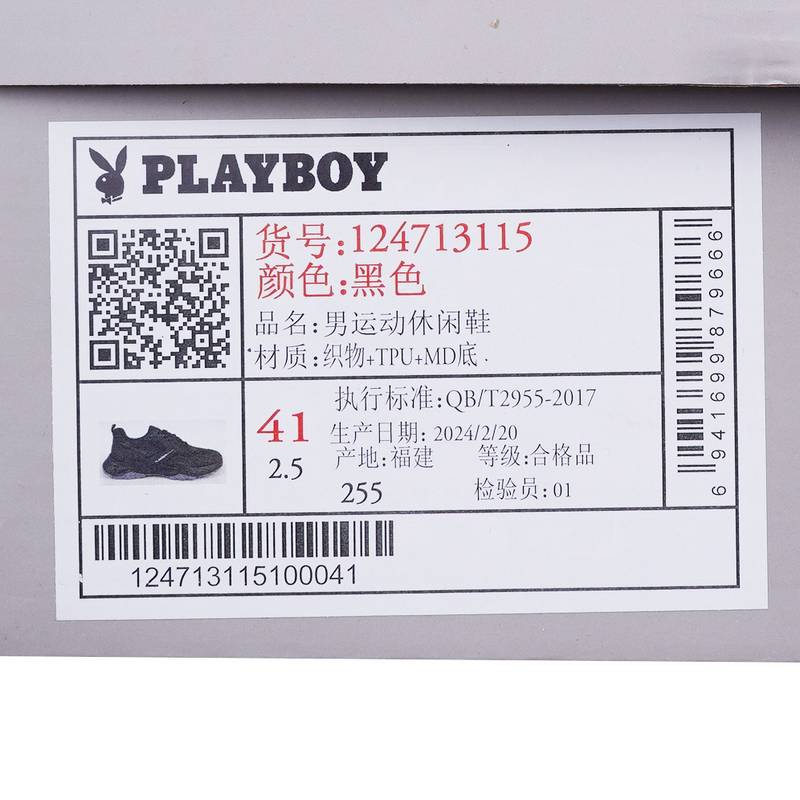 PLAYBOY
货号:124713115
颜色:黑色
品名:男运动休闲鞋
材质:织物+TPU+MD底
6941699879666
41
2.5
执行标准:QB/T2955-2017
生产日期: 2024/2/20
产地:福建 等级:合格品
255 检验员:01
124713115100041